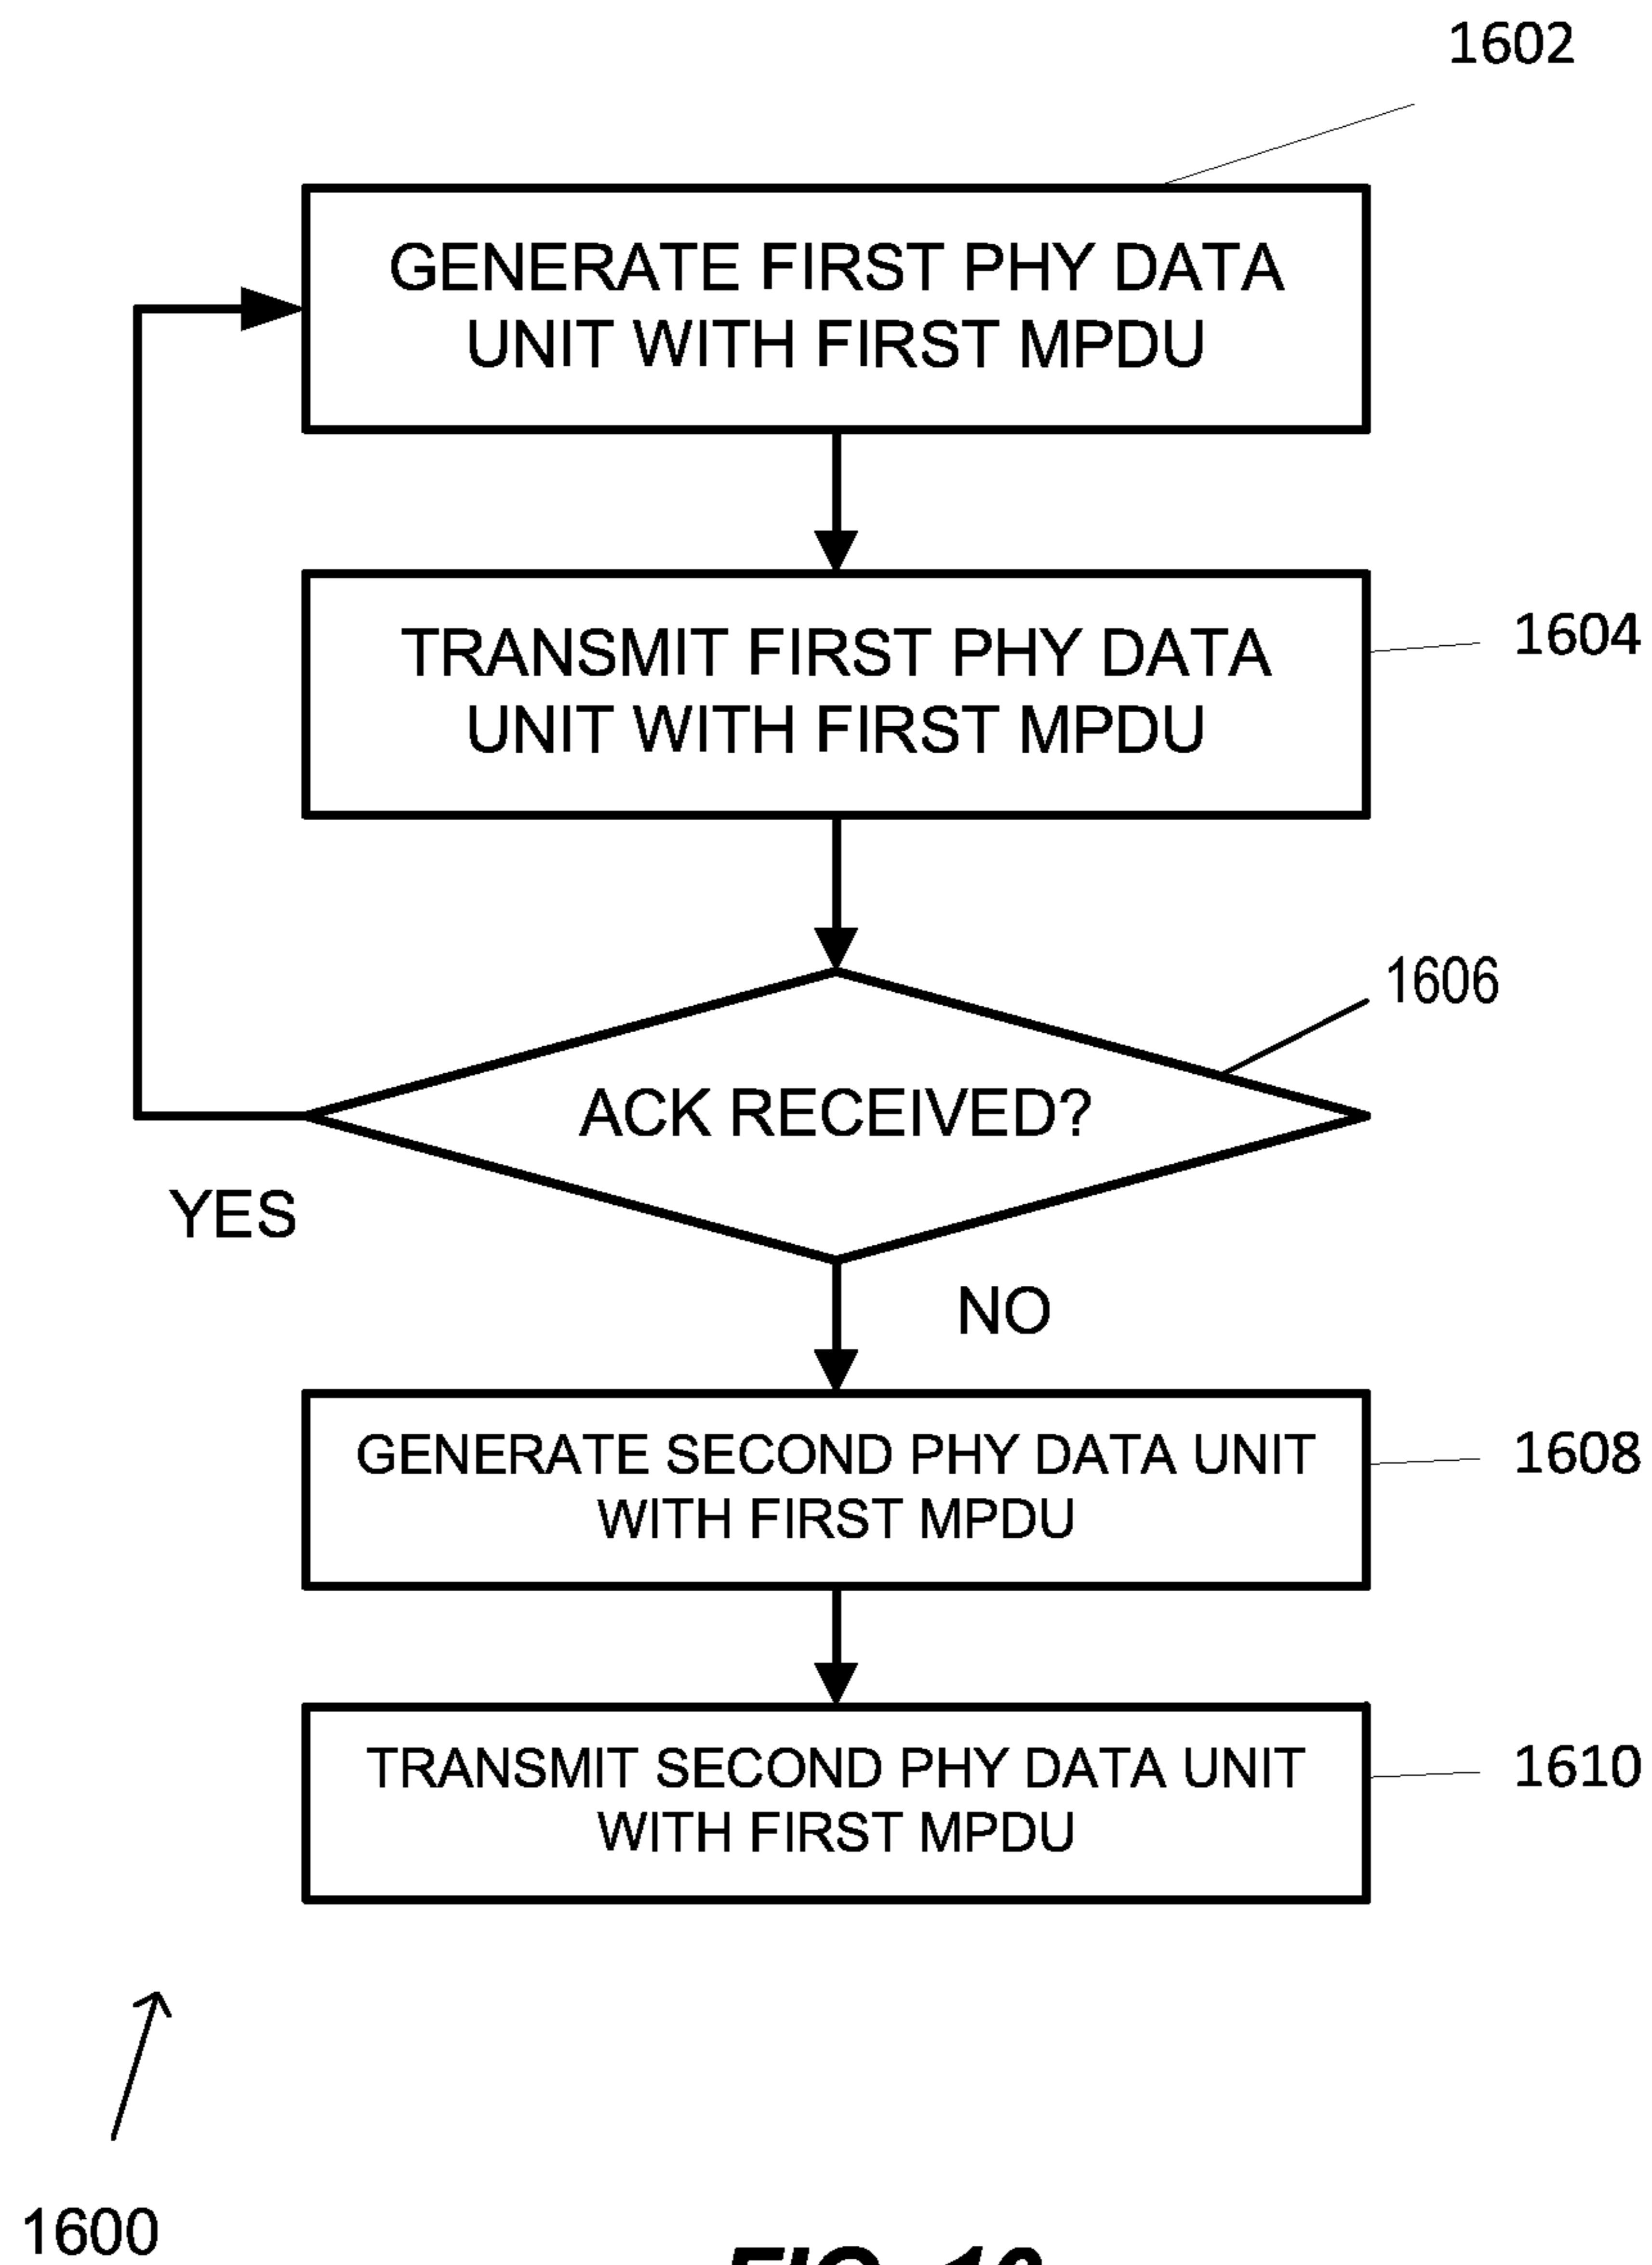 1602
GENERATE FIRST PHY DATA
UNIT WITH FIRST MPDU
TRANSMIT FIRST PHY DATA
UNIT WITH FIRST MPDU
1604
1606
ACK RECEIVED?
YES
NO
GENERATE SECOND PHY DATA UNIT
WITH FIRST MPDU
1608
TRANSMIT SECOND PHY DATA UNIT
WITH FIRST MPDU
1610
1600